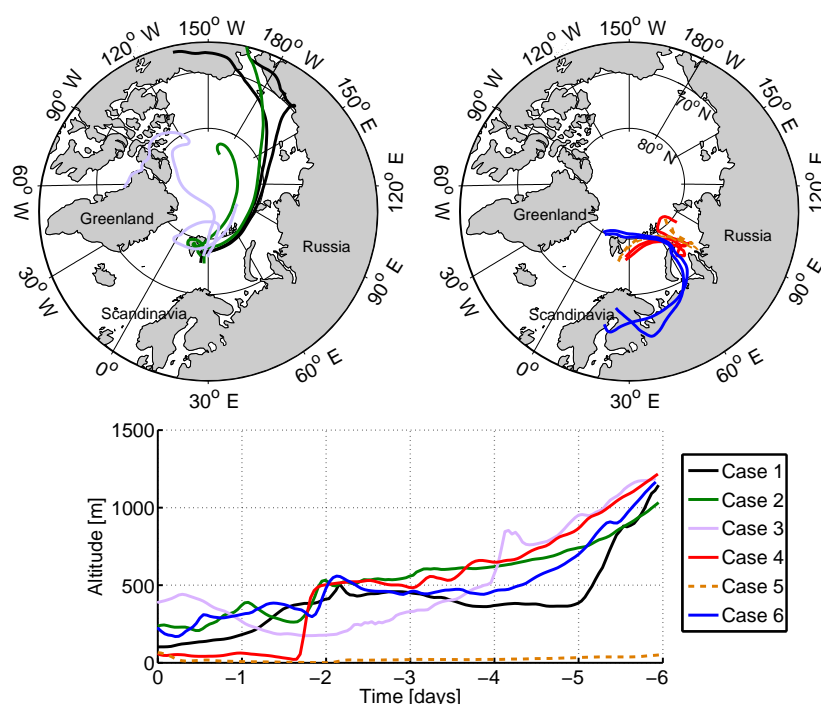 150° W
120° W
180° W
90° W
150° E
60° W
120° E
Greenland
Russia
30° W
90° E
Scandinavia
0°
60° E
30° E
150° W
120° W
180° W
90° W
70°N
150° E
80° N
60° W
120° E
Greenland
Russia
30° W
90° E
Scandinavia
0°
60° E
30° E
1500
1000
500
0
Altitude [m]
0
−1
−2
−3
−4
−5
−6
Time [days]
Case 1
Case 2
Case 3
Case 4
Case 5
Case 6